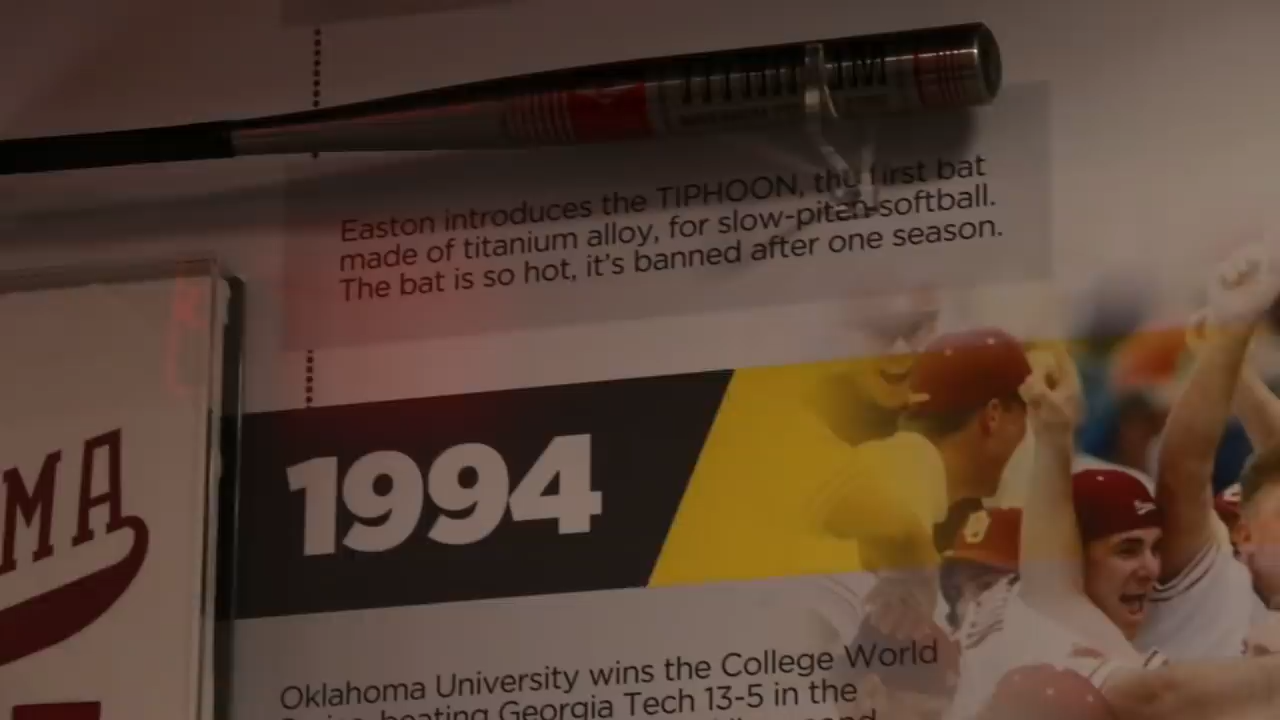 TITANIUM
Easton introduces the TIPHOON, the first bat
made of titanium alloy, for slow-pitch softball.
The bat is so hot, it's banned after one season.
MA
1994
Oklahoma University wins the College World
beating Georgia Tech 13-5 in the